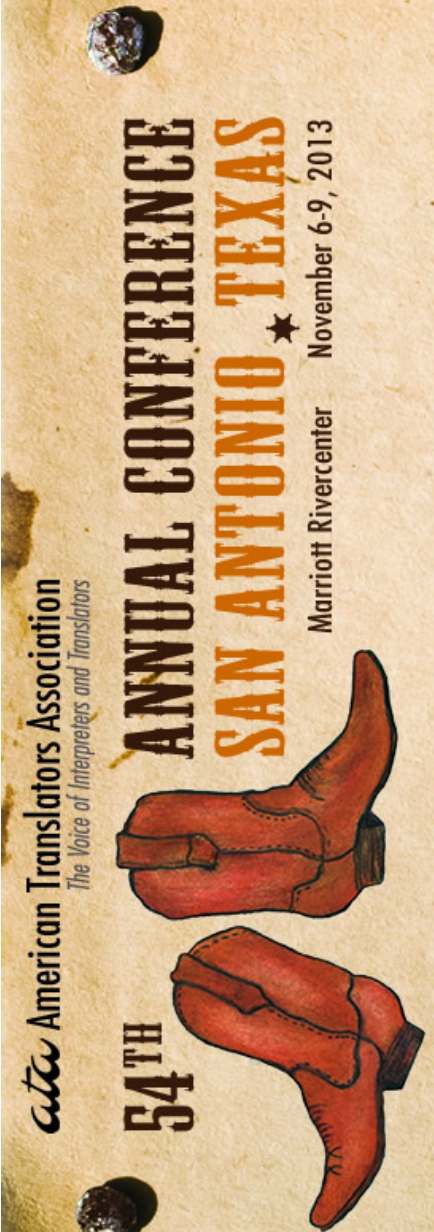 ata American Translators Association
The Voice of Interpreters and Translators
54TH ANNUAL CONFERENCE
SAN ANTONIO TEXAS
Marriott Rivercenter November 6-9, 2013